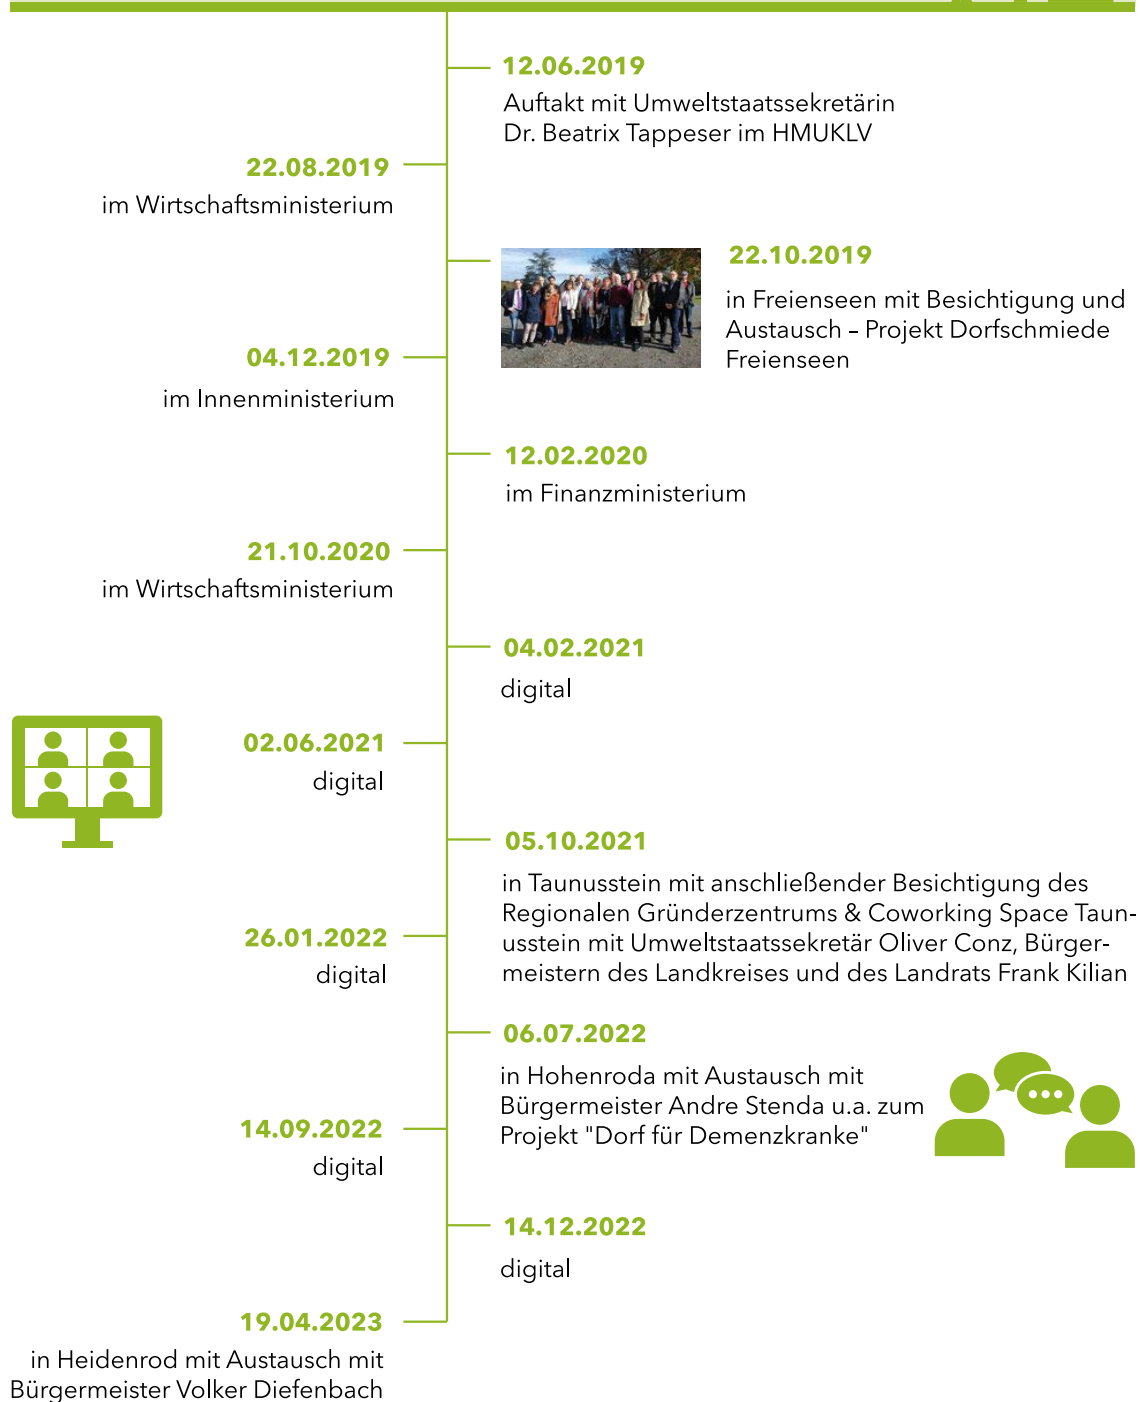 12.06.2019
Auftakt mit Umweltstaatssekretärin
Dr. Beatrix Tappeser im HMUKLV
22.08.2019
im Wirtschaftsministerium
22.10.2019
in Freienseen mit Besichtigung und
Austausch – Projekt Dorfschmiede
Freienseen
04.12.2019
im Innenministerium
12.02.2020
im Finanzministerium
21.10.2020
im Wirtschaftsministerium
04.02.2021
digital
02.06.2021
digital
05.10.2021
in Taunusstein mit anschließender Besichtigung des
Regionalen Gründerzentrums & Coworking Space Taun-
usstein mit Umweltstaatssekretär Oliver Conz, Bürger-
meistern des Landkreises und des Landrats Frank Kilian
26.01.2022
digital
06.07.2022
in Hohenroda mit Austausch mit
Bürgermeister Andre Stenda u.a. zum
Projekt "Dorf für Demenzkranke"
14.09.2022
digital
14.12.2022
digital
19.04.2023
in Heidenrod mit Austausch mit
Bürgermeister Volker Diefenbach